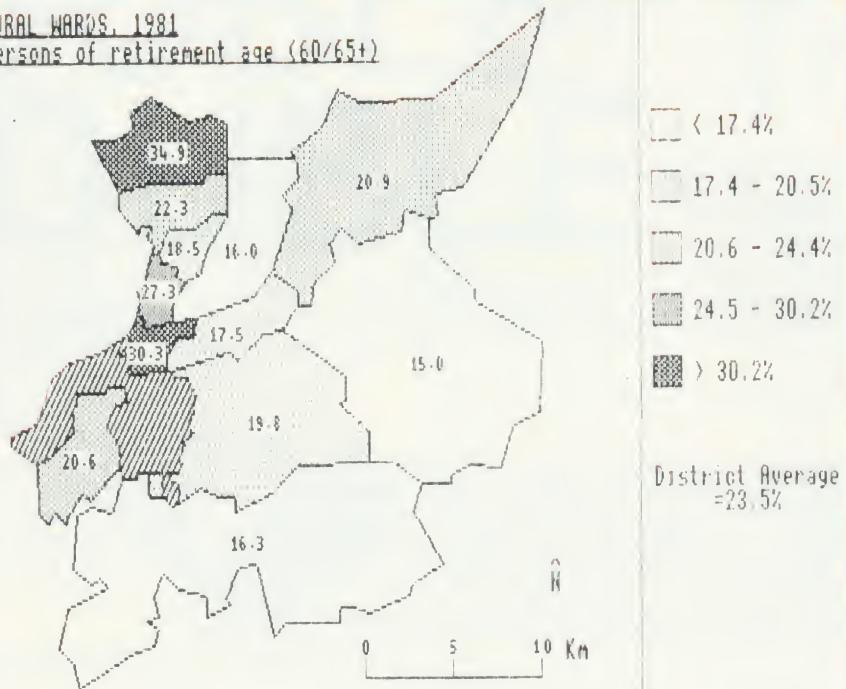 RURAL WARDS, 1981
ersons of retirement age (60/65+)
34.9
22.3
18.5
16.0
20.9
27.3
30.3
17.5
15.0
19.8
20.6
16.3
< 17.4%
17.4 - 20.5%
20.6 - 24.4%
24.5 - 30.2%
> 30.2%
District Average
=23.5%
N
0 5 10 Km